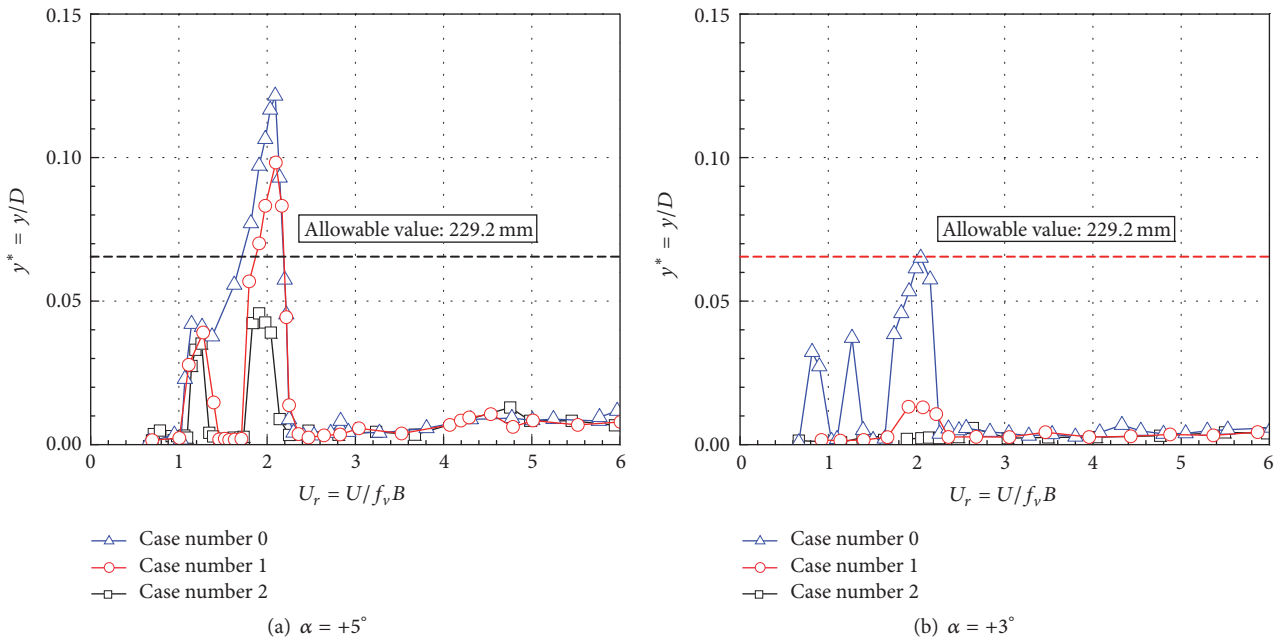 0.15
0.10
0.05
0.00
y* = y/D
Allowable value: 229.2 mm
0 1 2 3 4 5 6
U_r = U/f_vB
Case number 0
Case number 1
Case number 2
(a) α = +5°
0.15
0.10
0.05
0.00
y* = y/D
Allowable value: 229.2 mm
0 1 2 3 4 5 6
U_r = U/f_vB
Case number 0
Case number 1
Case number 2
(b) α = +3°